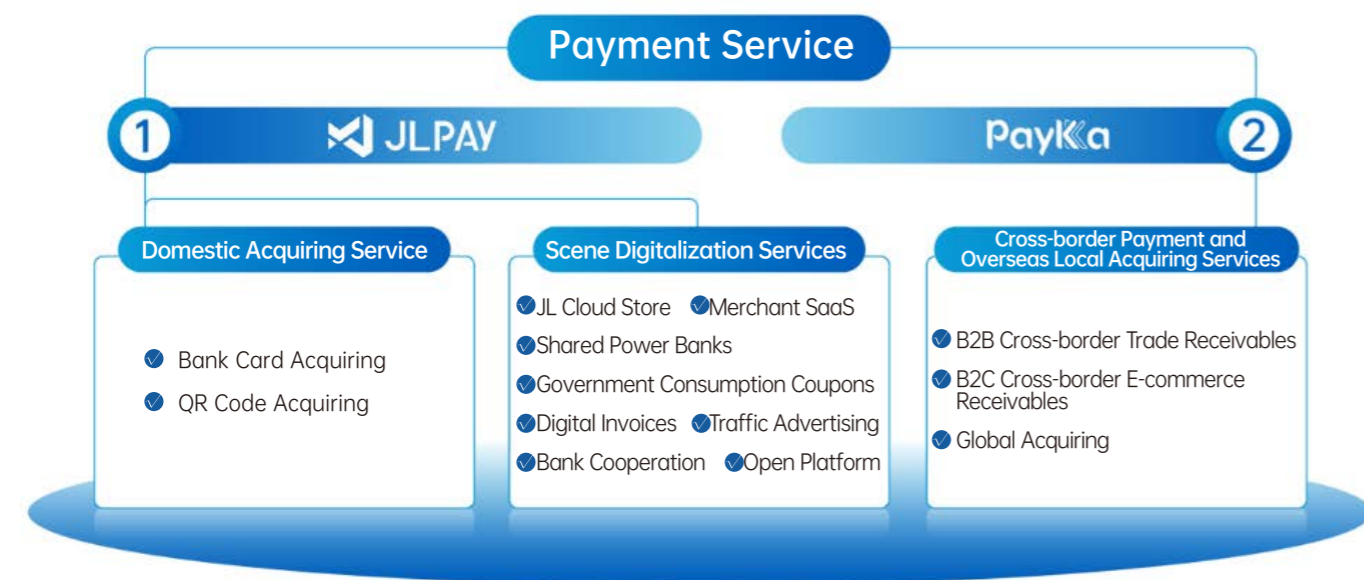 Payment Service
1
JLPAY
PayKKa
2
Domestic Acquiring Service
Bank Card Acquiring
QR Code Acquiring
Scene Digitalization Services
JL Cloud Store Merchant SaaS
Shared Power Banks
Government Consumption Coupons
Digital Invoices Traffic Advertising
Bank Cooperation Open Platform
Cross-border Payment and
Overseas Local Acquiring Services
B2B Cross-border Trade Receivables
B2C Cross-border E-commerce
Receivables
Global Acquiring